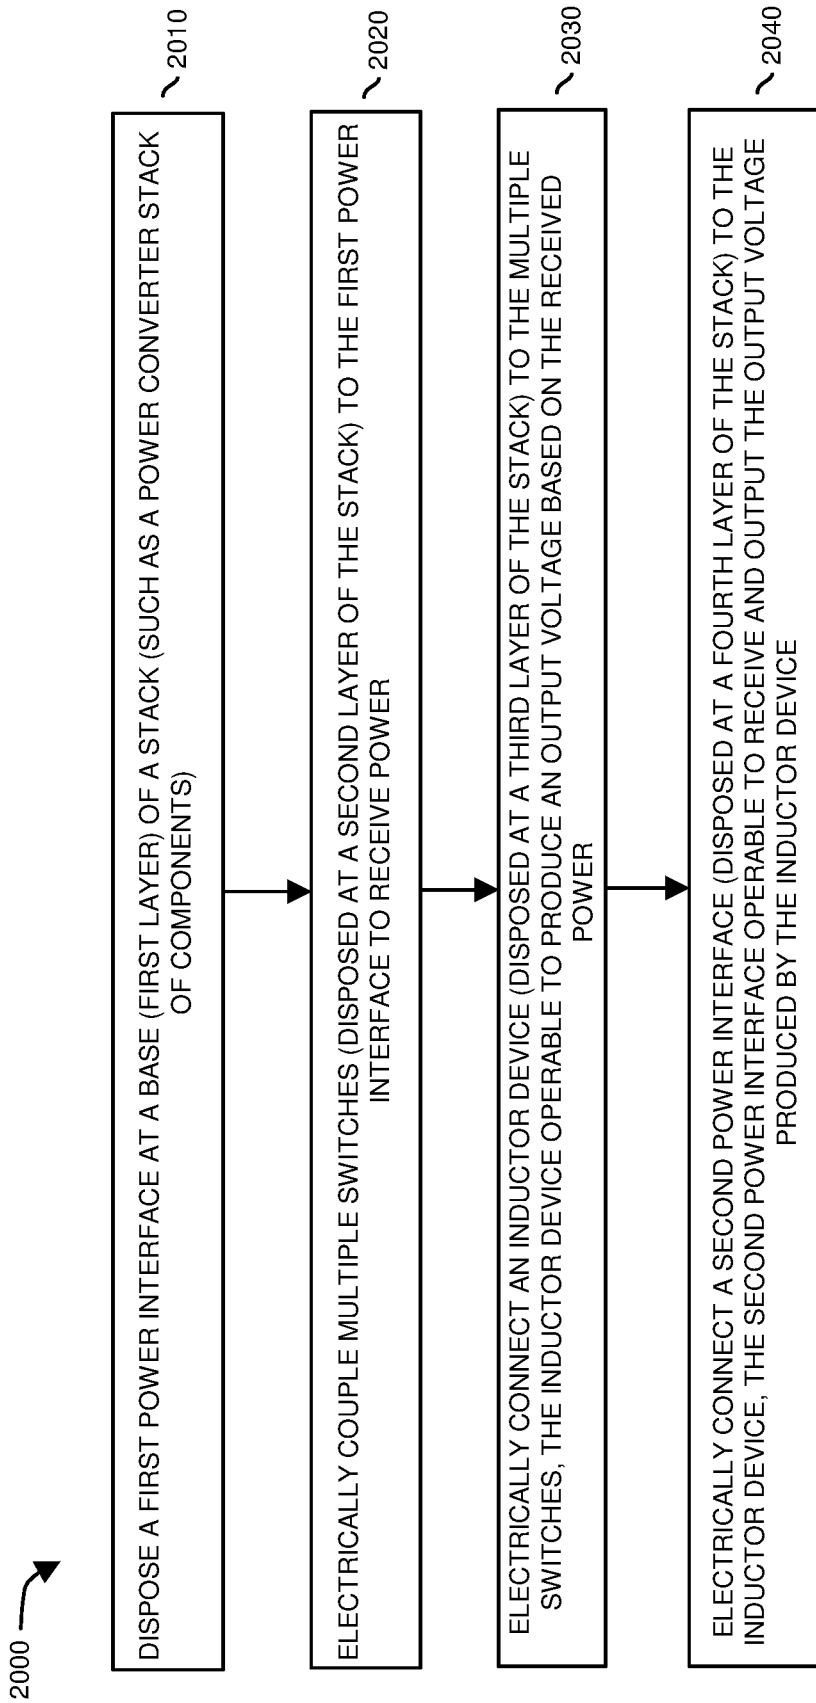 2000
DISPOSE A FIRST POWER INTERFACE AT A BASE (FIRST LAYER) OF A STACK (SUCH AS A POWER CONVERTER STACK
OF COMPONENTS)
2010
ELECTRICALLY COUPLE MULTIPLE SWITCHES (DISPOSED AT A SECOND LAYER OF THE STACK) TO THE FIRST POWER
INTERFACE TO RECEIVE POWER
2020
ELECTRICALLY CONNECT AN INDUCTOR DEVICE (DISPOSED AT A THIRD LAYER OF THE STACK) TO THE MULTIPLE
SWITCHES, THE INDUCTOR DEVICE OPERABLE TO PRODUCE AN OUTPUT VOLTAGE BASED ON THE RECEIVED
POWER
2030
ELECTRICALLY CONNECT A SECOND POWER INTERFACE (DISPOSED AT A FOURTH LAYER OF THE STACK) TO THE
INDUCTOR DEVICE, THE SECOND POWER INTERFACE OPERABLE TO RECEIVE AND OUTPUT THE OUTPUT VOLTAGE
PRODUCED BY THE INDUCTOR DEVICE
2040